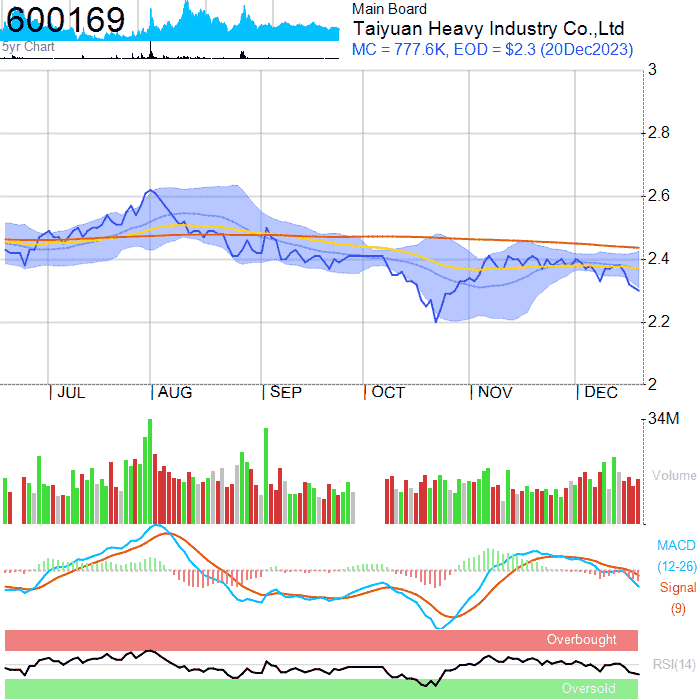 600169
5yr Chart
Main Board
Taiyuan Heavy Industry Co.,Ltd
MC = 777.6K, EOD = $2.3 (20Dec2023)
3
2.8
2.6
2.4
2.2
2
JUL AUG SEP OCT NOV DEC
34M
Volume
MACD
(12-26)
Signal
(9)
Overbought
RSI(14)
Oversold